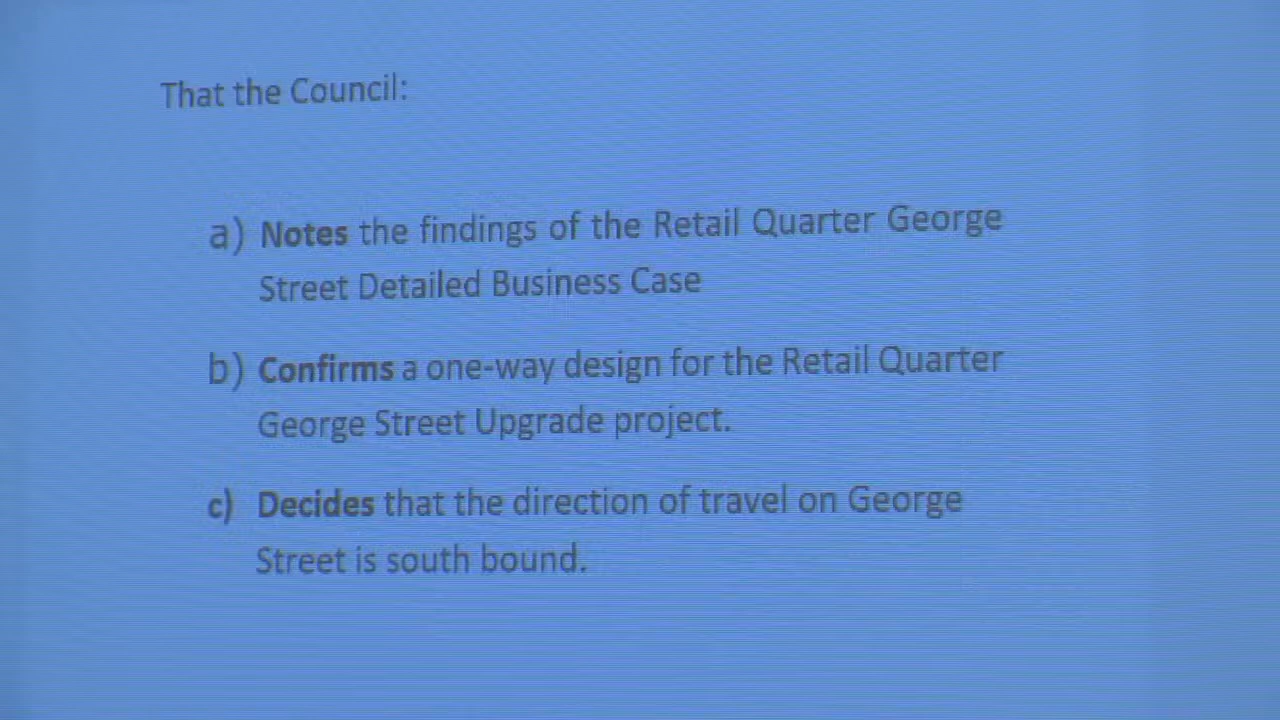 That the Council:
a) Notes the findings of the Retail Quarter George
Street Detailed Business Case
b) Confirms a one-way design for the Retail Quarter
George Street Upgrade project.
c) Decides that the direction of travel on George
Street is south bound.